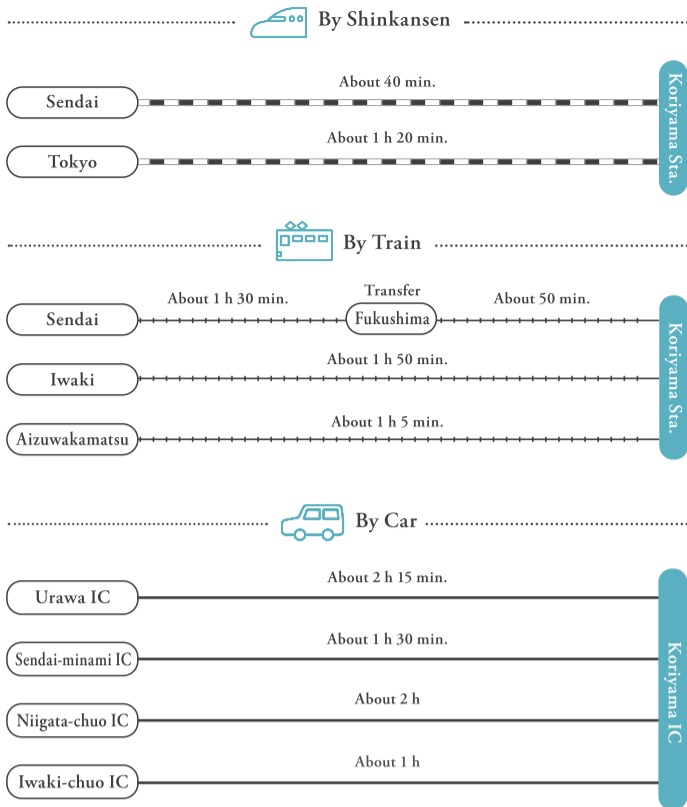 By Shinkansen
About 40 min.
Sendai
About 1 h 20 min.
Tokyo
Koriyama Sta.
By Train
About 1 h 30 min.
Transfer
About 50 min.
Sendai
Fukushima
About 1 h 50 min.
Iwaki
About 1 h 5 min.
Aizuwakamatsu
Koriyama Sta.
By Car
About 2 h 15 min.
Urawa IC
About 1 h 30 min.
Sendai-minami IC
About 2 h
Niigata-chuo IC
About 1 h
Iwaki-chuo IC
Koriyama IC